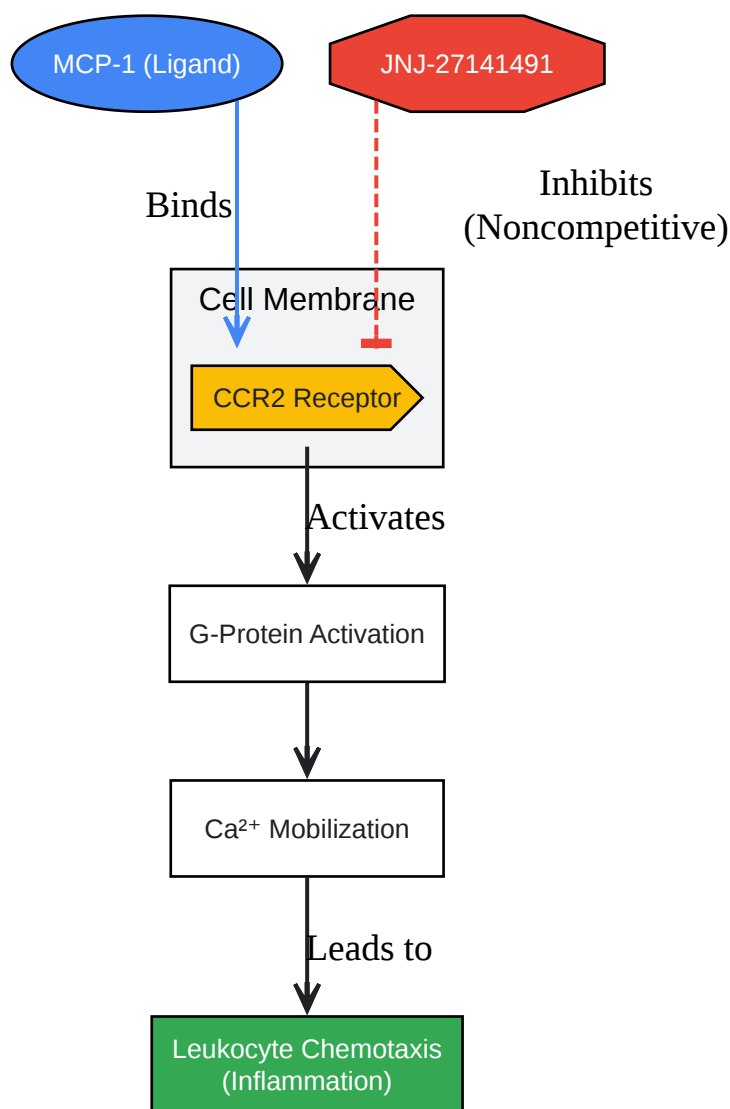 MCP-1 (Ligand)
JNJ-27141491
Binds
Inhibits
(Noncompetitive)
Cell Membrane
CCR2 Receptor
Activates
G-Protein Activation
Ca²⁺ Mobilization
Leads to
Leukocyte Chemotaxis
(Inflammation)